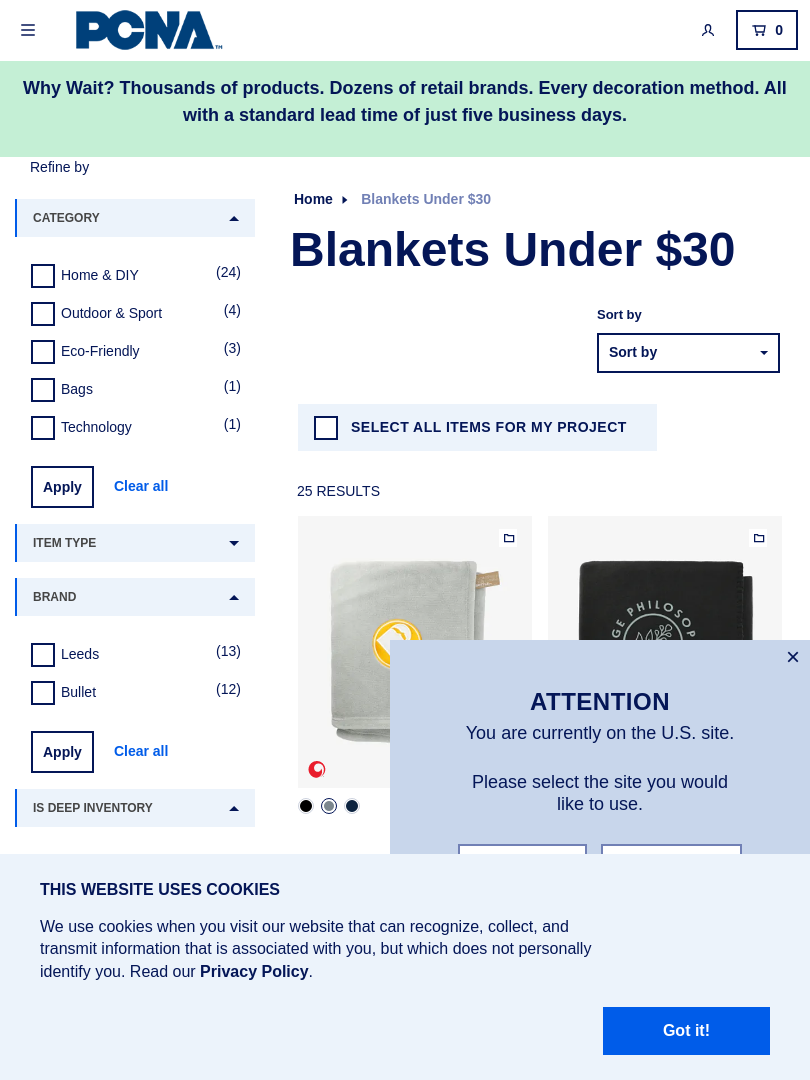 PCNA™
0
Why Wait? Thousands of products. Dozens of retail brands. Every decoration method. All
with a standard lead time of just five business days.
Refine by
CATEGORY
Home & DIY (24)
Outdoor & Sport (4)
Eco-Friendly (3)
Bags (1)
Technology (1)
Apply Clear all
ITEM TYPE
BRAND
Leeds (13)
Bullet (12)
Apply Clear all
IS DEEP INVENTORY
Home Blankets Under $30
Blankets Under $30
Sort by
Sort by
SELECT ALL ITEMS FOR MY PROJECT
25 RESULTS
ATTENTION
You are currently on the U.S. site.
Please select the site you would
like to use.
THIS WEBSITE USES COOKIES
We use cookies when you visit our website that can recognize, collect, and
transmit information that is associated with you, but which does not personally
identify you. Read our Privacy Policy.
Got it!